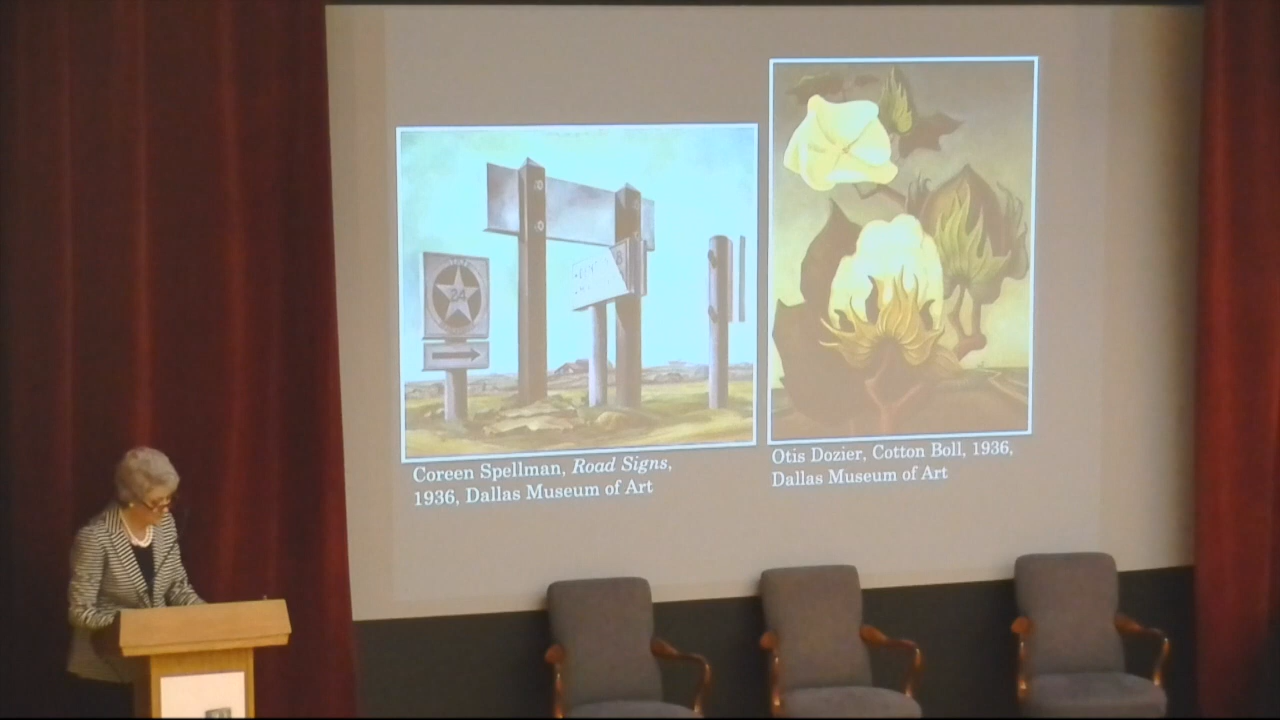 24
Coreen Spellman, Road Signs,
1936, Dallas Museum of Art
Otis Dozier, Cotton Boll, 1936,
Dallas Museum of Art